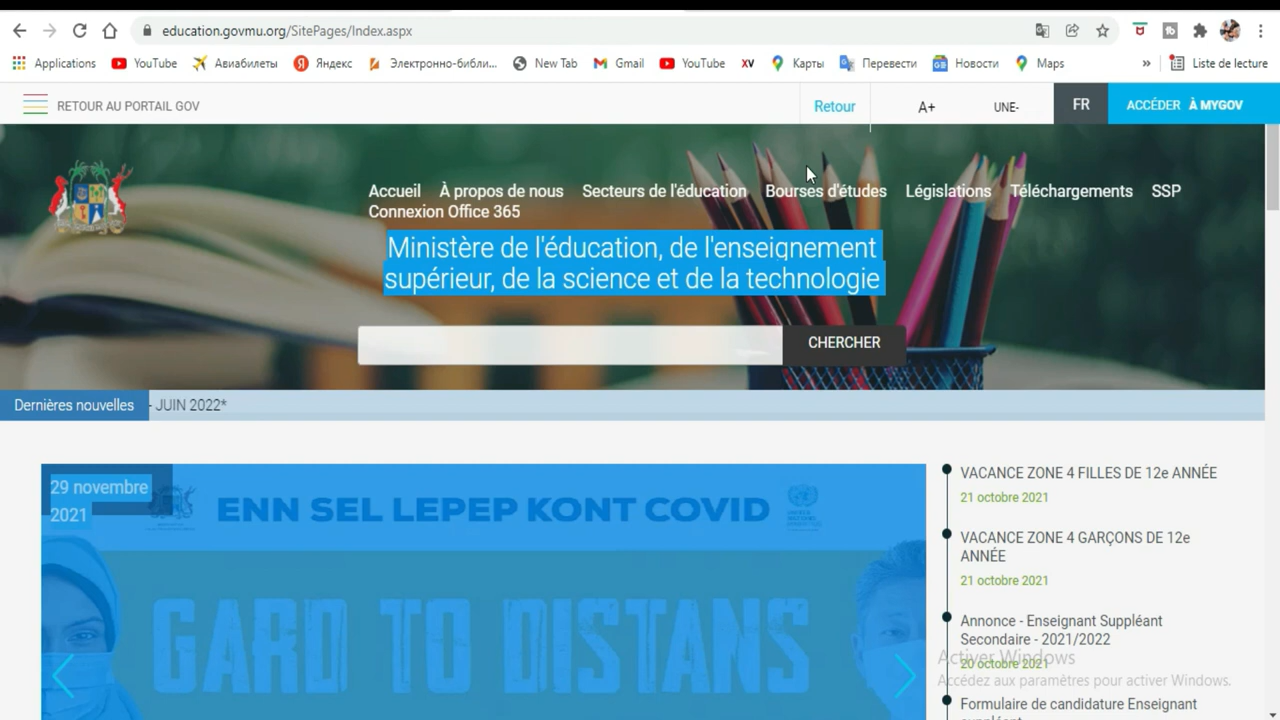 education.govmu.org/SitePages/Index.aspx
Applications YouTube Авиабилеты Яндекс Электронно-библи... New Tab Gmail YouTube XV Карты Перевести Новости Maps » Liste de lecture
RETOUR AU PORTAIL GOV Retour A+ UNE- FR ACCÉDER À MYGOV
Accueil À propos de nous Secteurs de l'éducation Bourses d'études Législations Téléchargements SSP
Connexion Office 365
Ministère de l'éducation, de l'enseignement
supérieur, de la science et de la technologie
CHERCHER
Dernières nouvelles - JUIN 2022*
29 novembre
2021
ENN SEL LEPEP KONT COVID
GARD TO DISTANS
VACANCE ZONE 4 FILLES DE 12e ANNÉE
21 octobre 2021
VACANCE ZONE 4 GARÇONS DE 12e
ANNÉE
21 octobre 2021
Annonce - Enseignant Suppléant
Secondaire - 2021/2022
20 octobre 2021
Activer Windows
Accédez aux paramètres pour activer Windows.
Formulaire de candidature Enseignant